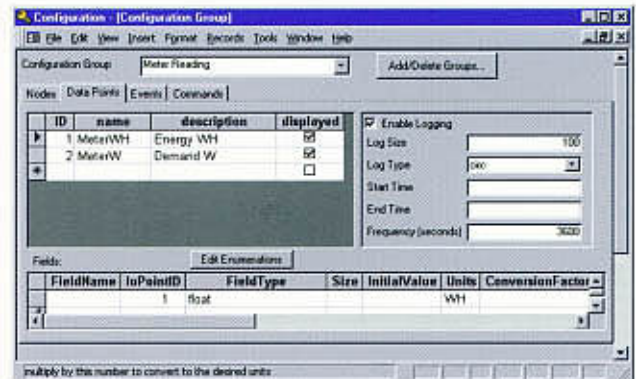 Configuration - [Configuration Group]
File Edit View Insert Format Records Tools Window Help
Configuration Group Meter Reading Add/Delete Groups...
Nodes Data Points Events Commands
ID name description displayed
1 MeterWH Energy WH
2 MeterW Demand W
Enable Logging
Log Size 100
Log Type
Start Time
End Time
Frequency (seconds) 3600
Fields: Edit Enumerations
FieldName IoPointID FieldType Size InitialValue Units ConversionFactor
1 float WH
multiply by this number to convert to the desired units